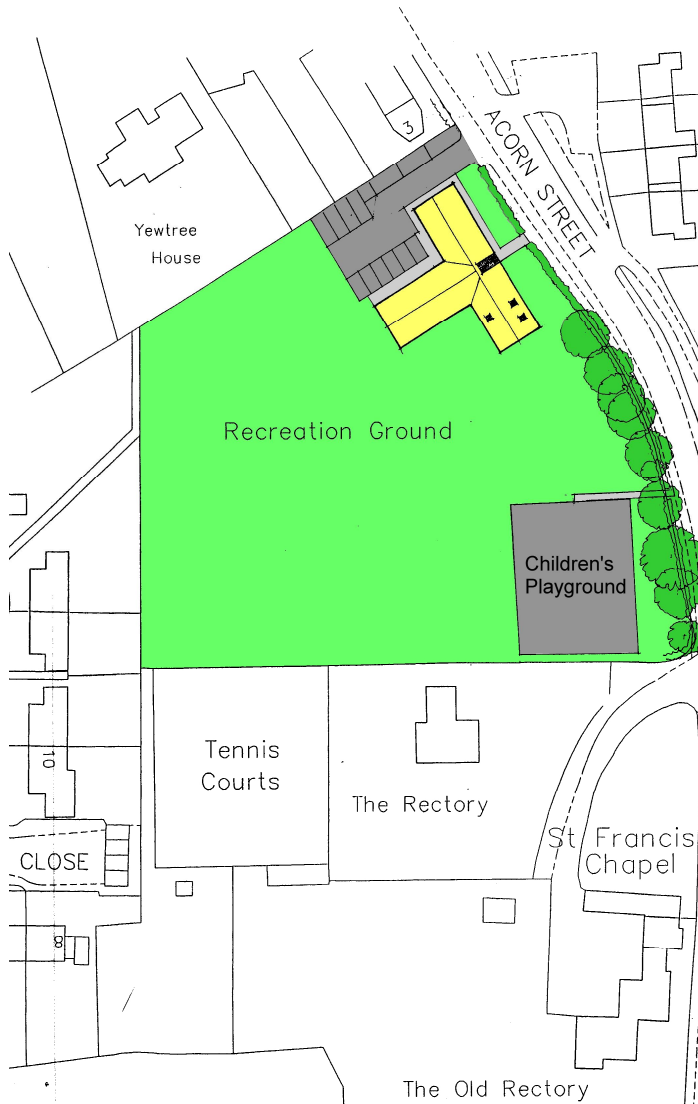 3
ACORN STREET
Yewtree
House
Recreation Ground
Children's
Playground
10
Tennis
Courts
The Rectory
St Francis
Chapel
CLOSE
8
The Old Rectory